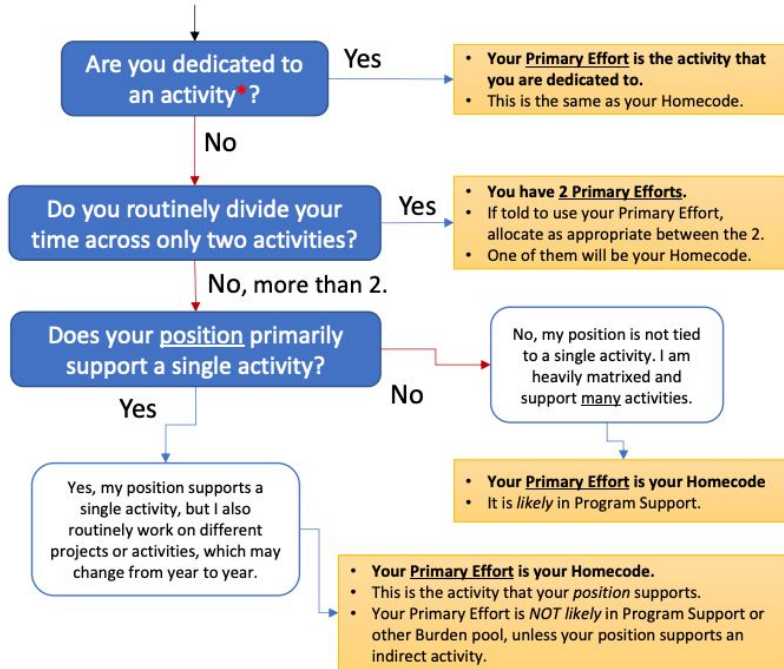 Are you dedicated to
an activity*?
Yes
• Your Primary Effort is the activity that
you are dedicated to.
• This is the same as your Homecode.
No
Do you routinely divide your
time across only two activities?
Yes
• You have 2 Primary Efforts.
• If told to use your Primary Effort,
allocate as appropriate between the 2.
• One of them will be your Homecode.
No, more than 2.
Does your position primarily
support a single activity?
No
No, my position is not tied
to a single activity. I am
heavily matrixed and
support many activities.
• Your Primary Effort is your Homecode
• It is likely in Program Support.
Yes
Yes, my position supports a
single activity, but I also
routinely work on different
projects or activities, which may
change from year to year.
• Your Primary Effort is your Homecode.
• This is the activity that your position supports.
• Your Primary Effort is NOT likely in Program Support or
other Burden pool, unless your position supports an
indirect activity.